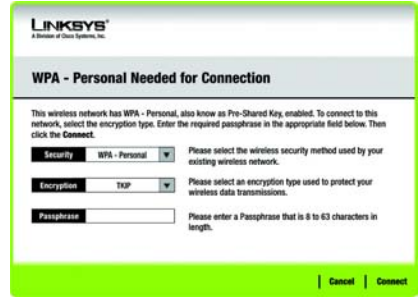 LINKSYS®
A Division of Cisco Systems, Inc.
WPA - Personal Needed for Connection
This wireless network has WPA - Personal, also know as Pre-Shared Key, enabled. To connect to this
network, select the encryption type. Enter the required passphrase in the appropriate field below. Then
click the Connect.
Security WPA - Personal Please select the wireless security method used by your
existing wireless network.
Encryption TKIP Please select an encryption type used to protect your
wireless data transmissions.
Passphrase Please enter a Passphrase that is 8 to 63 characters in
length.
Cancel Connect